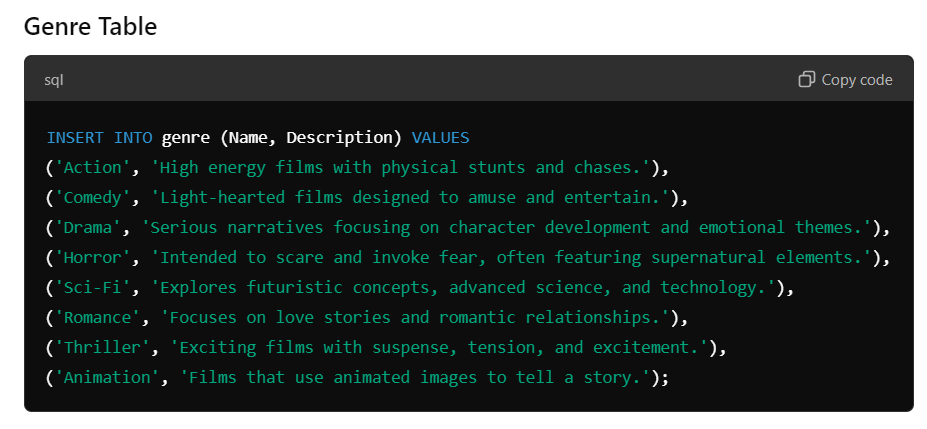 Genre Table
sql
Copy code
INSERT INTO genre (Name, Description) VALUES
('Action', 'High energy films with physical stunts and chases.'),
('Comedy', 'Light-hearted films designed to amuse and entertain.'),
('Drama', 'Serious narratives focusing on character development and emotional themes.'),
('Horror', 'Intended to scare and invoke fear, often featuring supernatural elements.'),
('Sci-Fi', 'Explores futuristic concepts, advanced science, and technology.'),
('Romance', 'Focuses on love stories and romantic relationships.'),
('Thriller', 'Exciting films with suspense, tension, and excitement.'),
('Animation', 'Films that use animated images to tell a story.');